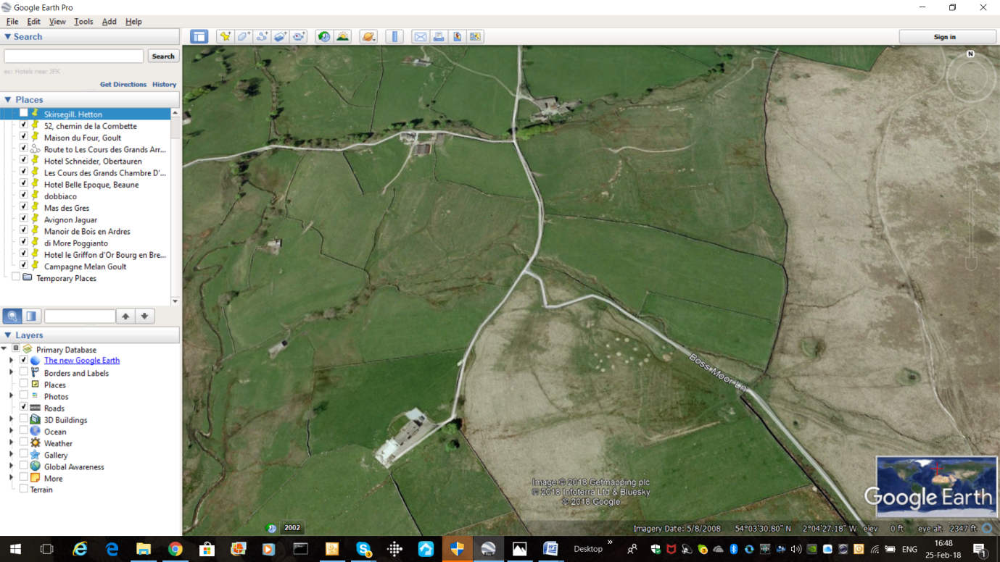 Google Earth Pro
File Edit View Tools Add Help
Search
Search
ex: Hotels near JFK
Get Directions History
Places
Skirsegill. Hetton
52, chemin de la Combette
Maison du Four, Goult
Route to Les Cours des Grands Arr...
Hotel Schneider, Obertauren
Les Cours des Grands Chambre D'...
Hotel Belle Epoque, Beaune
dobbiaco
Mas des Gres
Avignon Jaguar
Manoir de Bois en Ardres
di More Poggianto
Hotel le Griffon d'Or Bourg en Bre...
Campagne Melan Goult
Temporary Places
Layers
Primary Database
The new Google Earth
Borders and Labels
Places
Photos
Roads
3D Buildings
Ocean
Weather
Gallery
Global Awareness
More
Terrain
Sign in
N
Boss Moor Ln
Image © 2018 Getmapping plc
© 2018 Infoterra Ltd & Bluesky
© 2018 Google
Google Earth
2002
Imagery Date: 5/8/2008 54°03'30.80" N 2°04'27.18" W elev 0 ft eye alt 2347 ft
Desktop
ENG
16:48
25-Feb-18